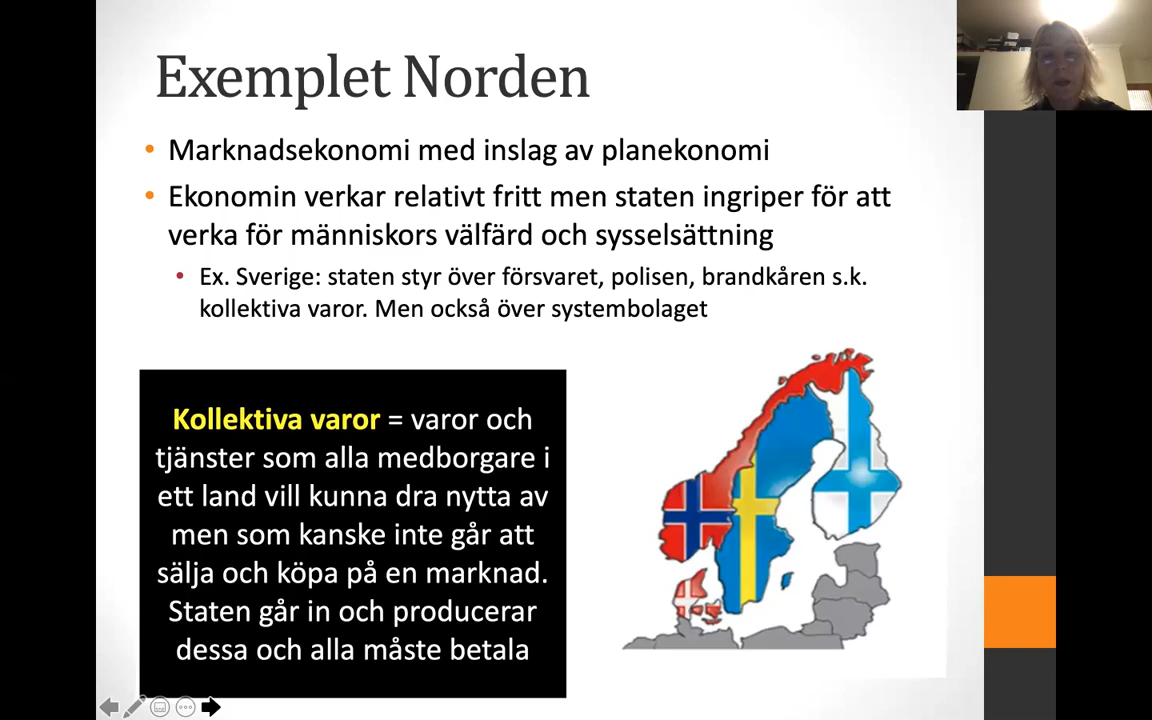 Exemplet Norden
• Marknadsekonomi med inslag av planekonomi
• Ekonomin verkar relativt fritt men staten ingriper för att
verka för människors välfärd och sysselsättning
• Ex. Sverige: staten styr över försvaret, polisen, brandkåren s.k.
kollektiva varor. Men också över systembolaget
Kollektiva varor = varor och
tjänster som alla medborgare i
ett land vill kunna dra nytta av
men som kanske inte går att
sälja och köpa på en marknad.
Staten går in och producerar
dessa och alla måste betala